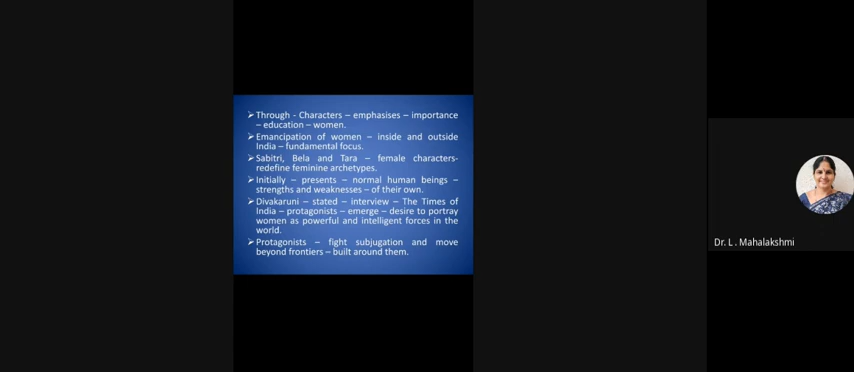 ➢ Through - Characters – emphasises – importance
– education – women.
➢ Emancipation of women – inside and outside
India – fundamental focus.
➢ Sabitri, Bela and Tara – female characters-
redefine feminine archetypes.
➢ Initially – presents – normal human beings –
strengths and weaknesses – of their own.
➢ Divakaruni – stated – interview – The Times of
India – protagonists – emerge – desire to portray
women as powerful and intelligent forces in the
world.
➢ Protagonists – fight subjugation and move
beyond frontiers – built around them.
Dr. L . Mahalakshmi